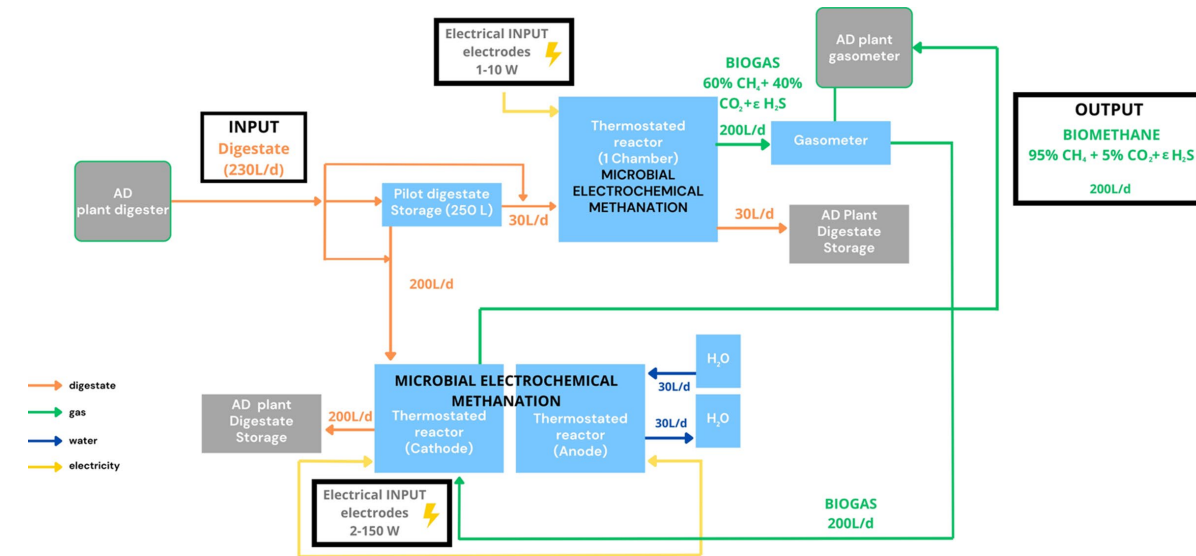 Electrical INPUT
electrodes
1-10 W
AD plant
gasometer
BIOGAS
60% CH₄+ 40%
CO₂+ε H₂S
200L/d
Gasometer
OUTPUT
BIOMETHANE
95% CH₄ + 5% CO₂+ε H₂S
200L/d
INPUT
Digestate
(230L/d)
AD
plant digester
Pilot digestate
Storage (250 L)
30L/d
Thermostated
reactor
(1 Chamber)
MICROBIAL
ELECTROCHEMICAL
METHANATION
30L/d
AD Plant
Digestate
Storage
200L/d
MICROBIAL ELECTROCHEMICAL
METHANATION
Thermostated
reactor
(Cathode)
Thermostated
reactor
(Anode)
H₂O
30L/d
H₂O
30L/d
digestate
gas
water
electricity
AD plant
Digestate
Storage
200L/d
Electrical INPUT
electrodes
2-150 W
BIOGAS
200L/d